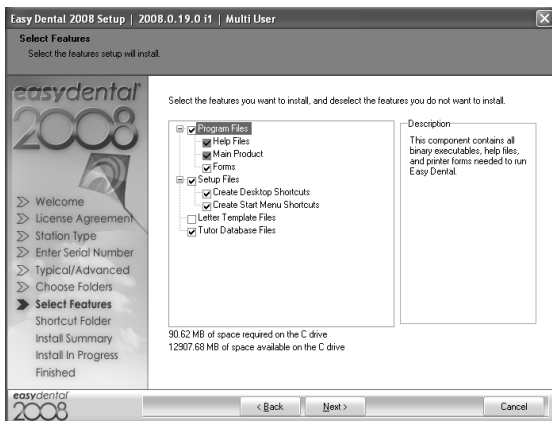 Easy Dental 2008 Setup | 2008.0.19.0 i1 | Multi User
Select Features
Select the features setup will install.
easydental
2008
Welcome
License Agreement
Station Type
Enter Serial Number
Typical/Advanced
Choose Folders
Select Features
Shortcut Folder
Install Summary
Install In Progress
Finished
Select the features you want to install, and deselect the features you do not want to install.
Program Files
Help Files
Main Product
Forms
Setup Files
Create Desktop Shortcuts
Create Start Menu Shortcuts
Letter Template Files
Tutor Database Files
Description
This component contains all
binary executables, help files,
and printer forms needed to run
Easy Dental.
90.62 MB of space required on the C drive
12907.68 MB of space available on the C drive
easydental
2008
< Back
Next >
Cancel